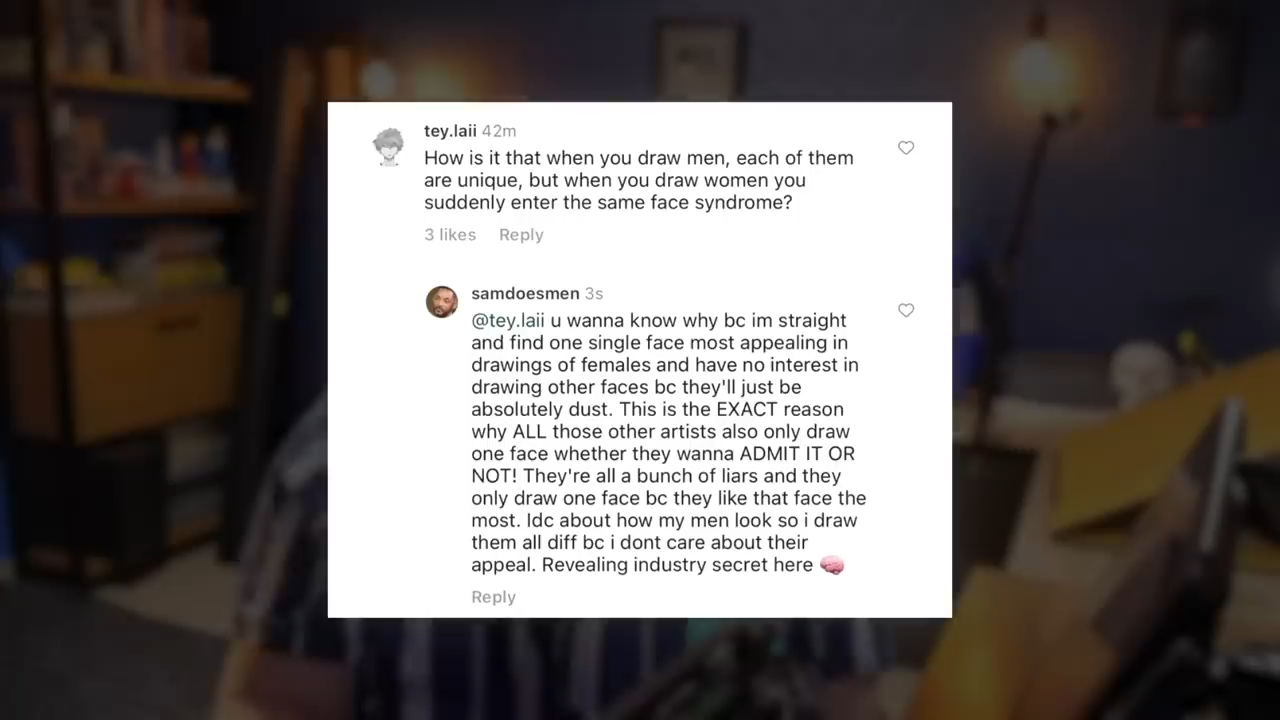 tey.laii 42m
How is it that when you draw men, each of them
are unique, but when you draw women you
suddenly enter the same face syndrome?
3 likes Reply
samdoesmen 3s
@tey.laii u wanna know why bc im straight
and find one single face most appealing in
drawings of females and have no interest in
drawing other faces bc they'll just be
absolutely dust. This is the EXACT reason
why ALL those other artists also only draw
one face whether they wanna ADMIT IT OR
NOT! They're all a bunch of liars and they
only draw one face bc they like that face the
most. Idc about how my men look so i draw
them all diff bc i dont care about their
appeal. Revealing industry secret here 🧠
Reply